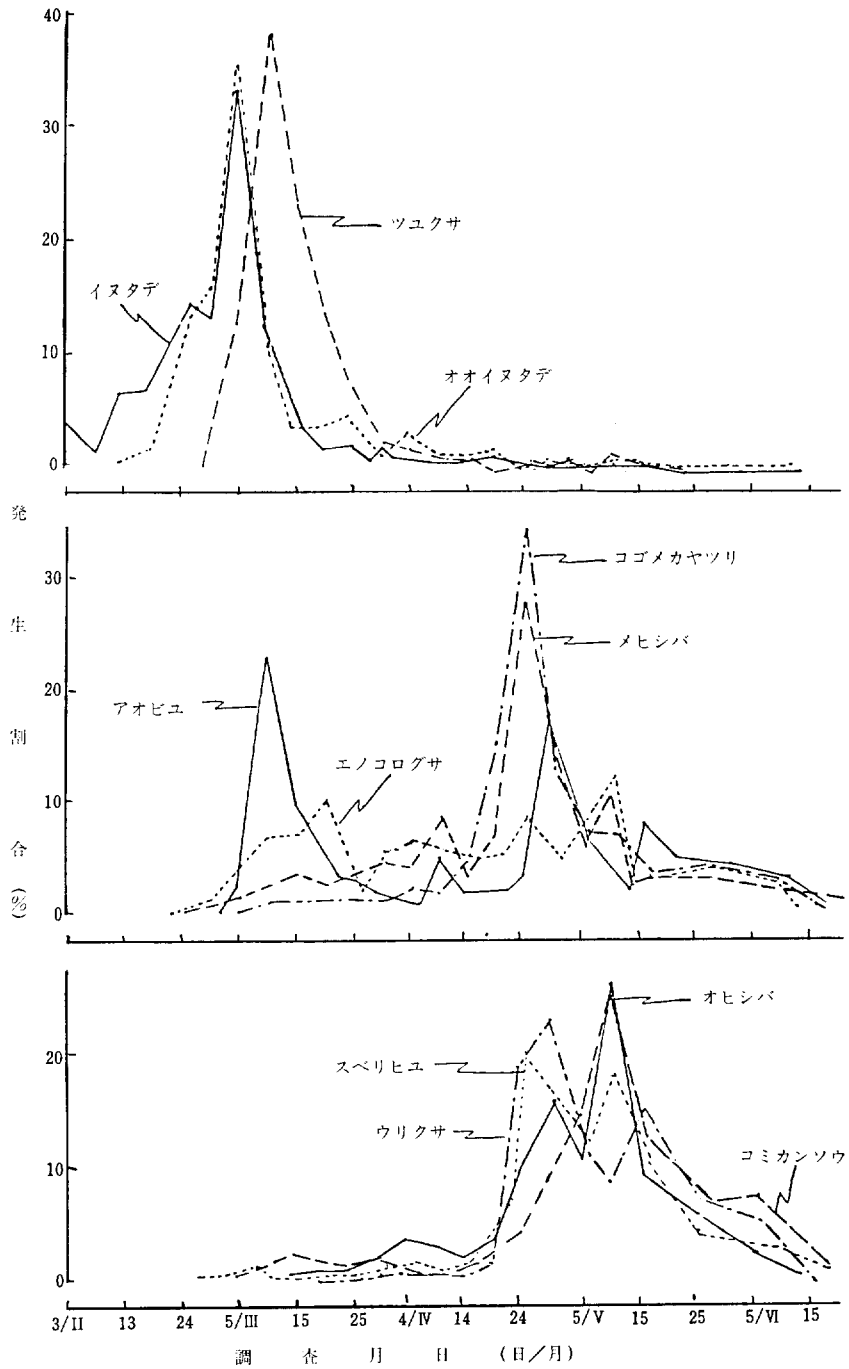 40
30
20
10
0
ツユクサ
イヌタデ
オオイヌタデ
発生割合(%)
30
20
10
0
コゴメカヤツリ
メヒシバ
アオビユ
エノコログサ
20
10
0
オヒシバ
スベリヒユ
ウリクサ
コミカンソウ
3/II 13 24 5/III 15 25 4/IV 14 24 5/V 15 25 5/VI 15
調査月日 (日/月)